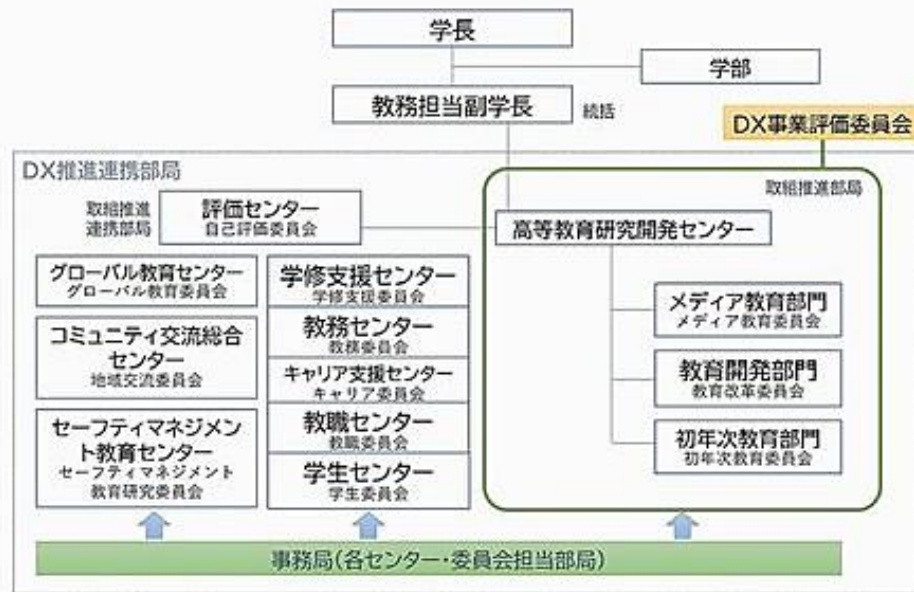 学長
学部
教務担当副学長
統括
DX事業評価委員会
DX推進連携部局
取組推進部局
取組推進
連携部局
評価センター
自己評価委員会
高等教育研究開発センター
グローバル教育センター
グローバル教育委員会
コミュニティ交流総合
センター
地域交流委員会
セーフティマネジメン
ト教育センター
セーフティマネジメント
教育研究委員会
学修支援センター
学修支援委員会
教務センター
教務委員会
キャリア支援センター
キャリア委員会
教職センター
教職委員会
学生センター
学生委員会
メディア教育部門
メディア教育委員会
教育開発部門
教育改革委員会
初年次教育部門
初年次教育委員会
事務局(各センター・委員会担当部局)